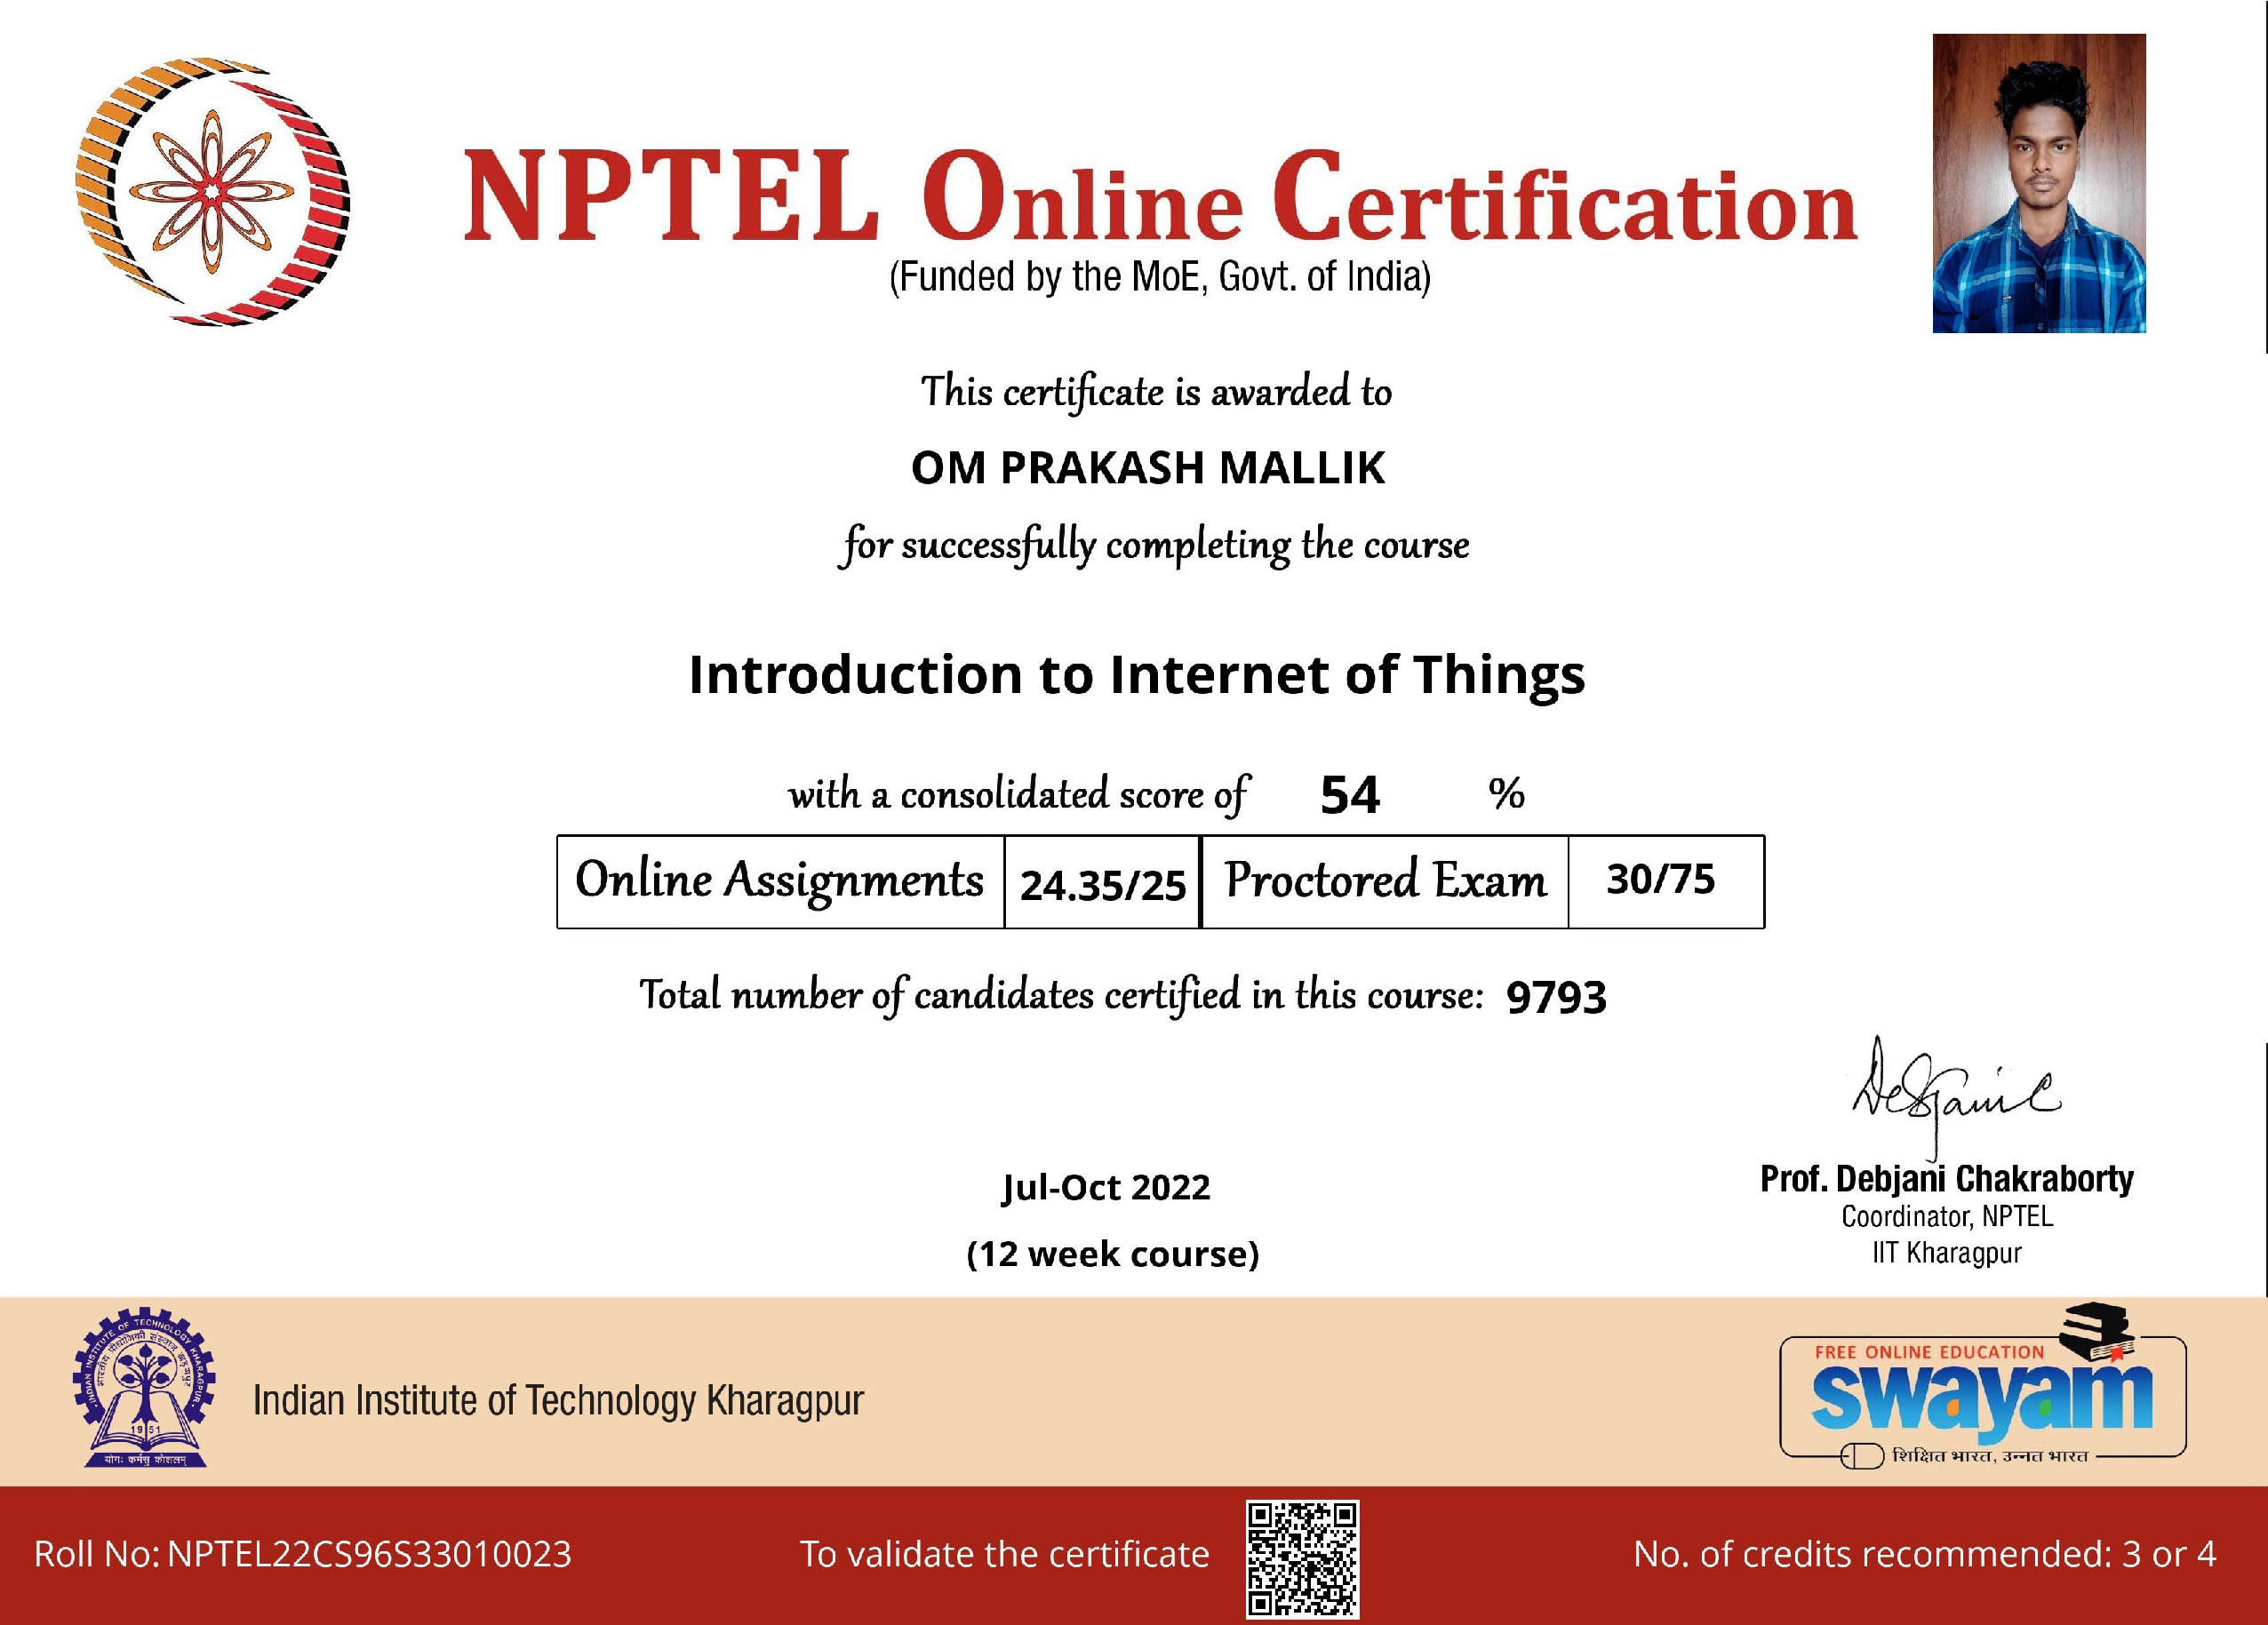 NPTEL Online Certification
(Funded by the MoE, Govt. of India)
This certificate is awarded to
OM PRAKASH MALLIK
for successfully completing the course
Introduction to Internet of Things
with a consolidated score of 54 %
Online Assignments 24.35/25 Proctored Exam 30/75
Total number of candidates certified in this course: 9793
Debjani C
Jul-Oct 2022
(12 week course)
Prof. Debjani Chakraborty
Coordinator, NPTEL
IIT Kharagpur
INDIAN INSTITUTE OF TECHNOLOGY KHARAGPUR
भारतीय प्रौद्योगिकी संस्थान खड़गपुर
1951
योगः कर्मसु कौशलम्
Indian Institute of Technology Kharagpur
FREE ONLINE EDUCATION
swayam
शिक्षित भारत, उन्नत भारत
Roll No: NPTEL22CS96S33010023
To validate the certificate
No. of credits recommended: 3 or 4